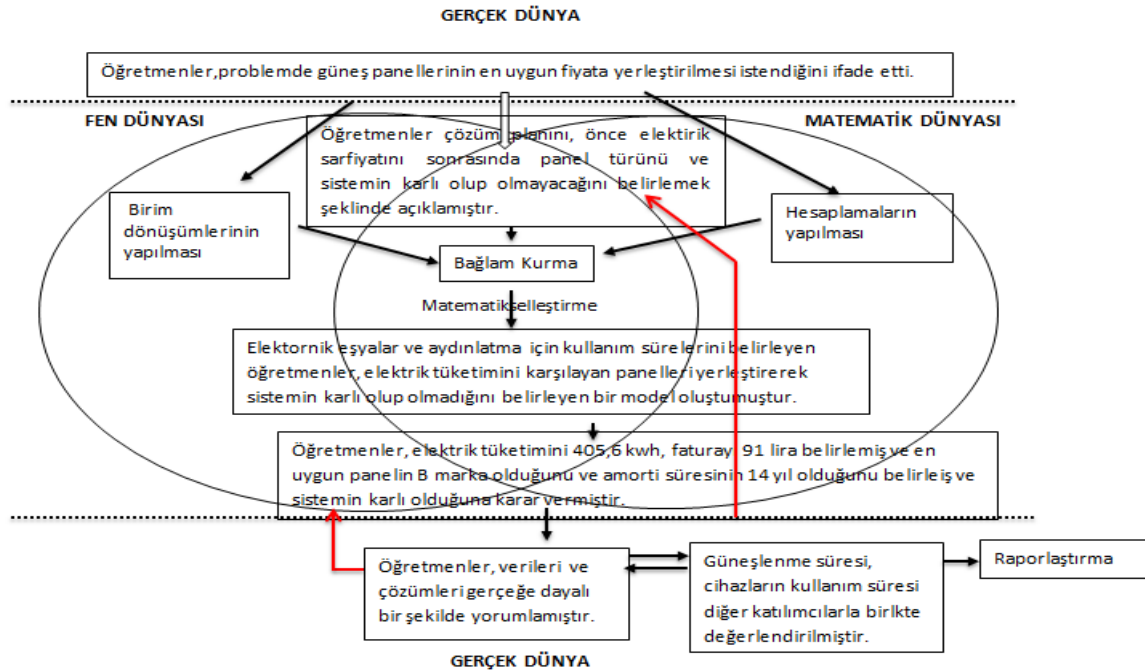 GERÇEK DÜNYA
Öğretmenler,problemde güneş panellerinin en uygun fiyata yerleştirilmesi istendiğini ifade etti.
FEN DÜNYASI
MATEMATİK DÜNYASI
Öğretmenler çözüm planını, önce elektirik
sarfiyatını sonrasında panel türünü ve
sistemin karlı olup olmayacağını belirlemek
şeklinde açıklamıştır.
Birim
dönüşümlerinin
yapılması
Hesaplamaların
yapılması
Bağlam Kurma
Matematikselleştirme
Elektornik eşyalar ve aydınlatma için kullanım sürelerini belirleyen
öğretmenler, elektrik tüketimini karşılayan panelleri yerleştirerek
sistemin karlı olup olmadığını belirleyen bir model oluştumuştur.
Öğretmenler, elektrik tüketimini 405,6 kwh, faturayı 91 lira belirlemiş ve en
uygun panelin B marka olduğunu ve amorti süresinin 14 yıl olduğunu belirleiş ve
sistemin karlı olduğuna karar vermiştir.
Öğretmenler, verileri ve
çözümleri gerçeğe dayalı
bir şekilde yorumlamıştır.
Güneşlenme süresi,
cihazların kullanım süresi
diğer katılımcılarla birlkte
değerlendirilmiştir.
Raporlaştırma
GERÇEK DÜNYA